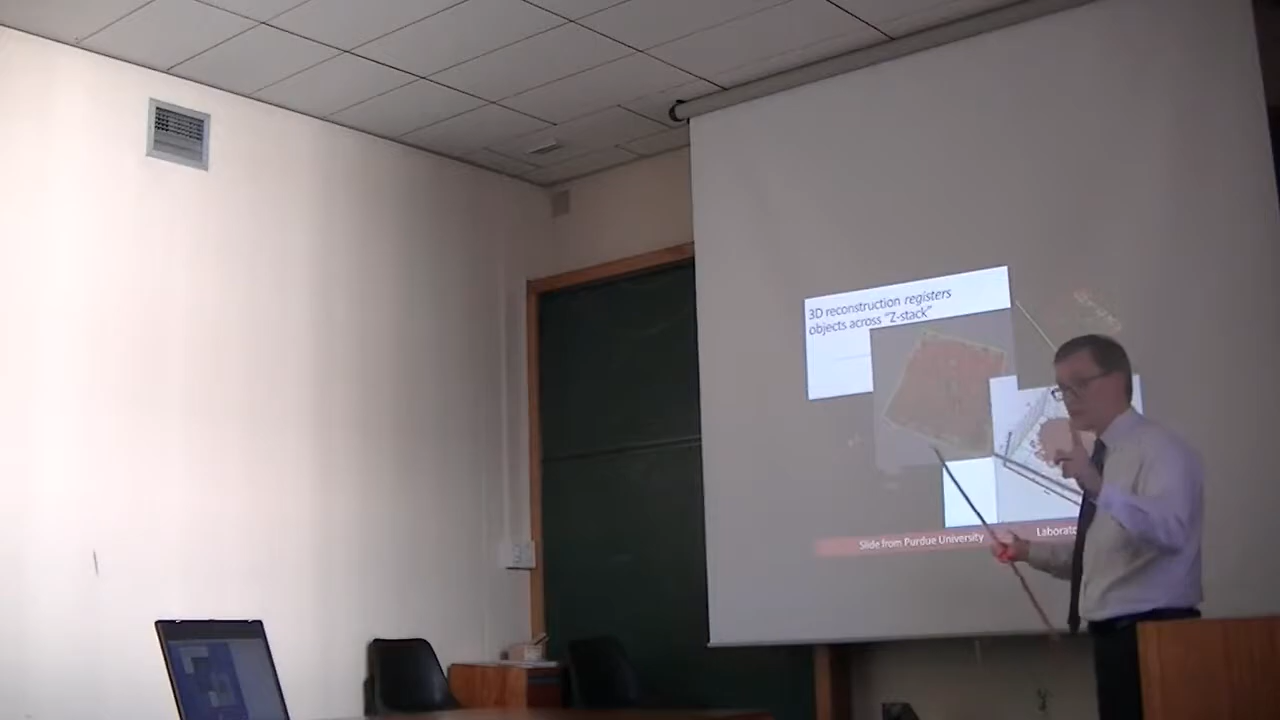 3D reconstruction registers
objects across “Z-stack”
Slide from Purdue University